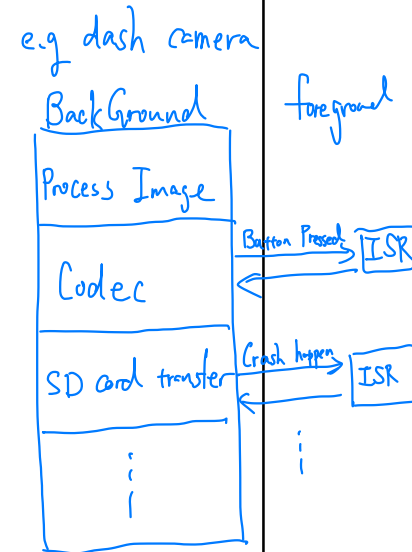 e.g dash camera
BackGround
foreground
Process Image
Button Pressed
ISR
Codec
Crash happen
ISR
SD card transfer